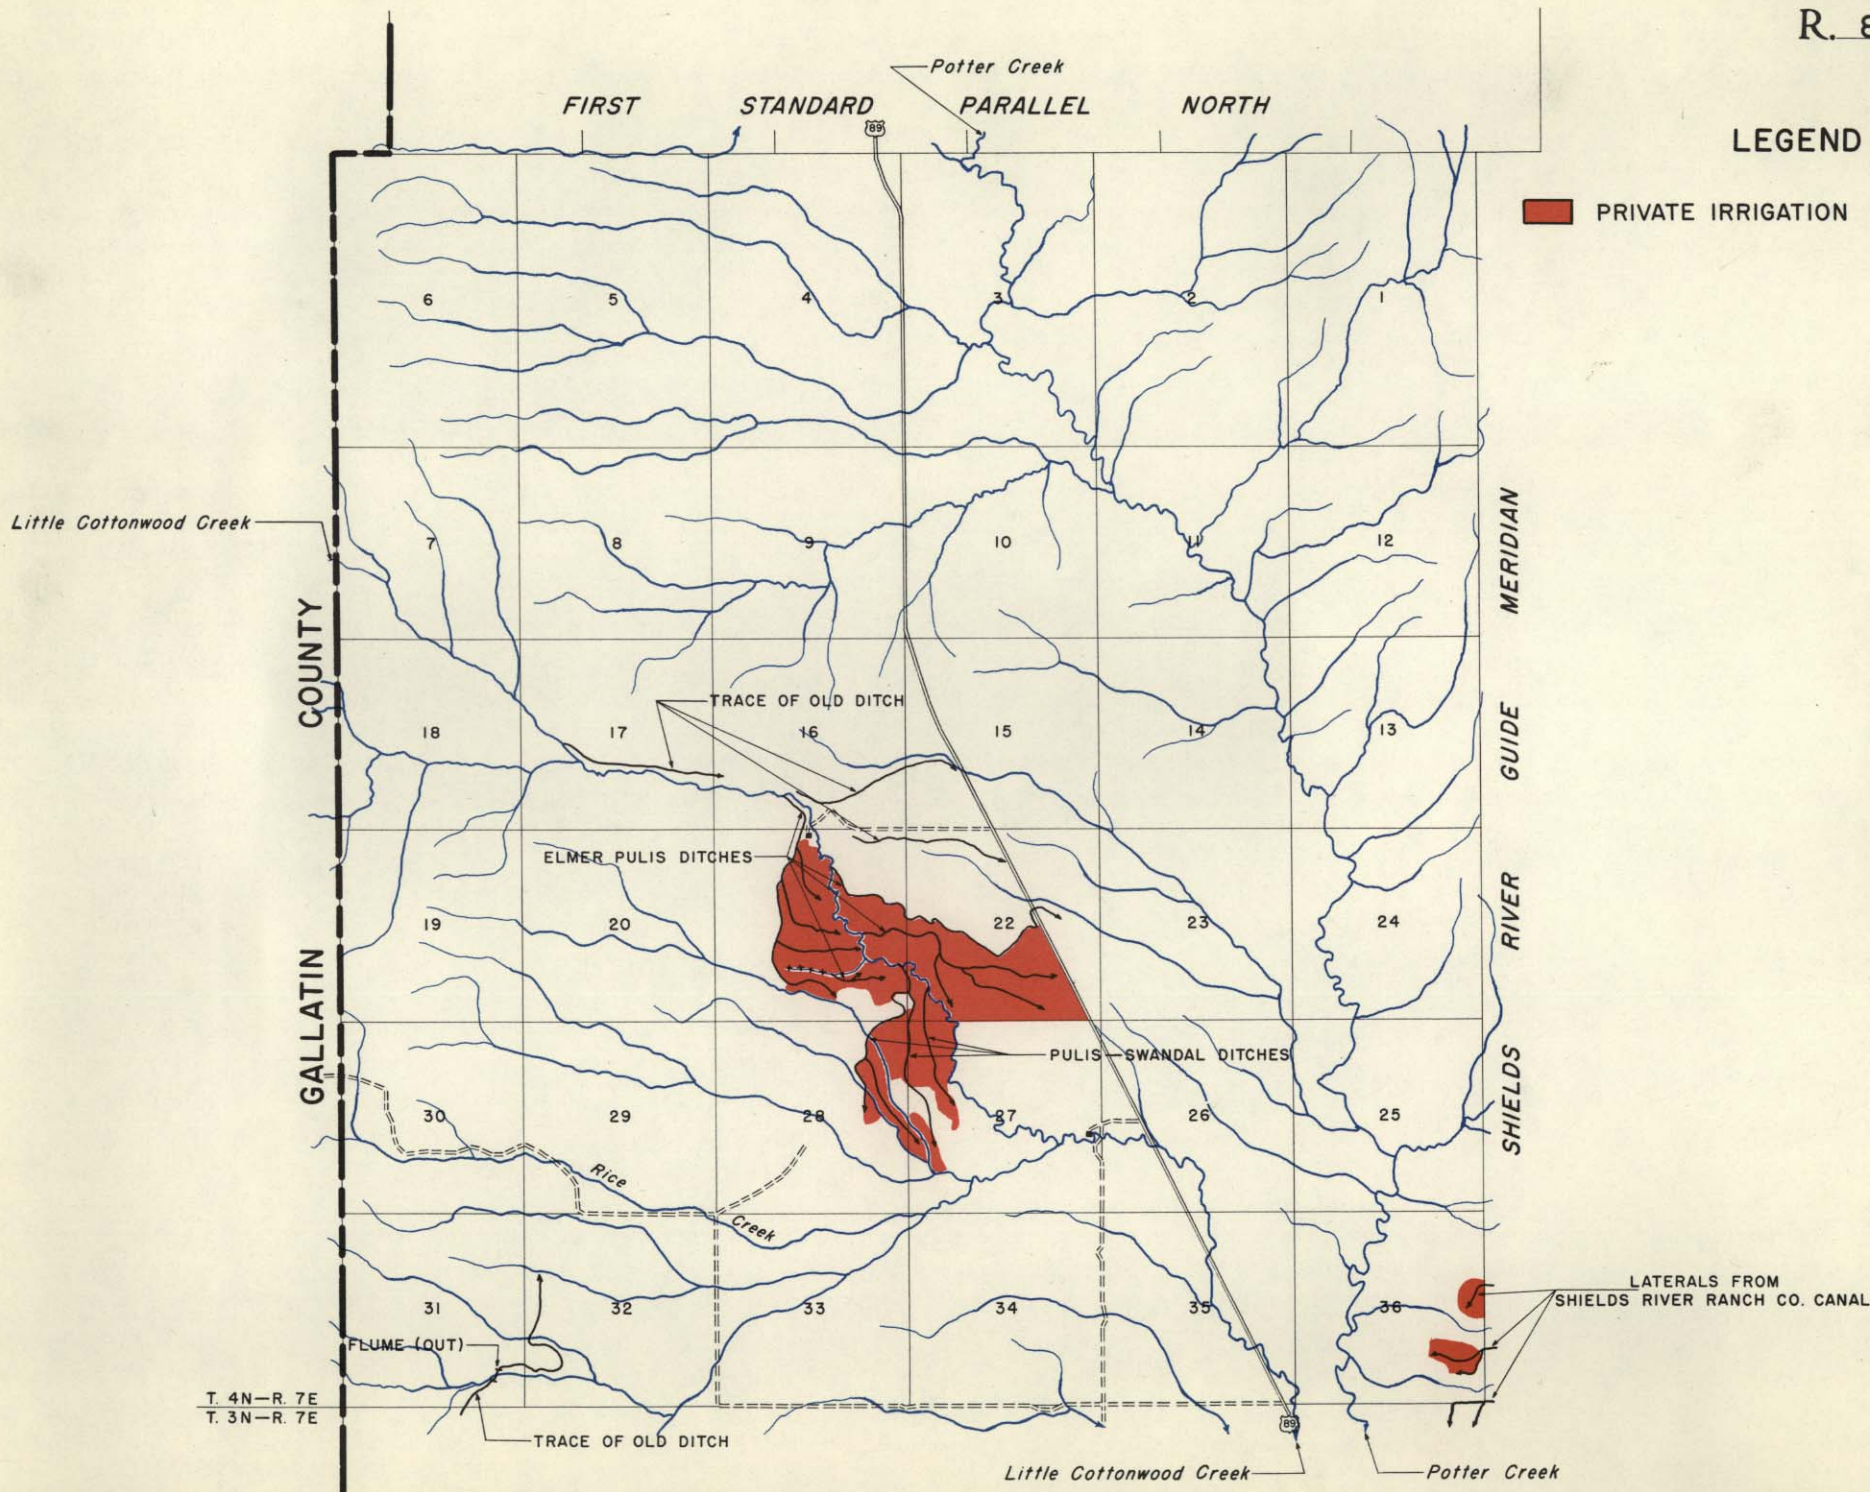 R. 8
Potter Creek
FIRST STANDARD PARALLEL NORTH
89
LEGEND
PRIVATE IRRIGATION
6 5 4 3 2 1
Little Cottonwood Creek
7 8 9 10 11 12
MERIDIAN
COUNTY
TRACE OF OLD DITCH
18 17 16 15 14 13
GUIDE
ELMER PULIS DITCHES
19 20 22 23 24
RIVER
GALLATIN
PULIS-SWANDAL DITCHES
SHIELDS
30 29 28 27 26 25
Rice
Creek
LATERALS FROM
SHIELDS RIVER RANCH CO. CANAL
31 32 33 34 35 36
FLUME (OUT)
T. 4N-R. 7E
T. 3N-R. 7E
89
TRACE OF OLD DITCH
Little Cottonwood Creek
Potter Creek